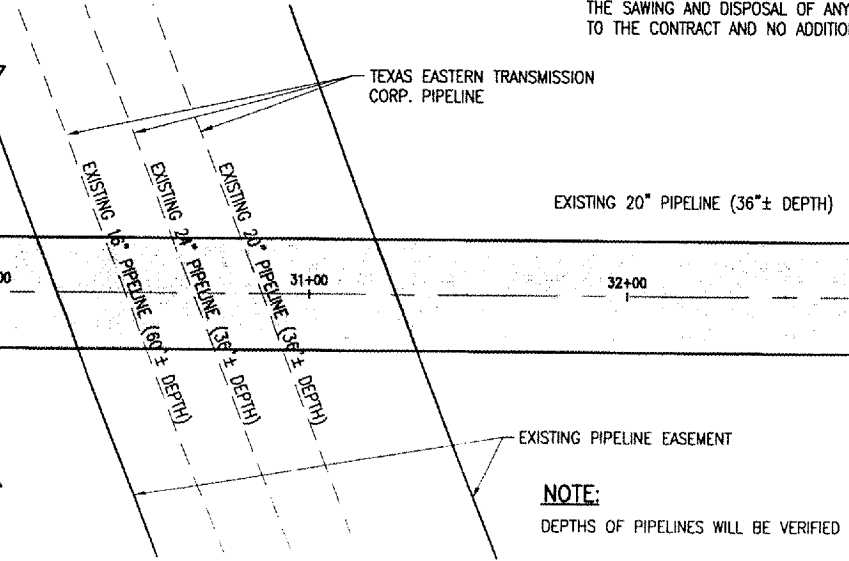 THE SAWING AND DISPOSAL OF ANY
TO THE CONTRACT AND NO ADDITIO
TEXAS EASTERN TRANSMISSION
CORP. PIPELINE
EXISTING 16" PIPELINE (60"± DEPTH)
EXISTING 24" PIPELINE (36"± DEPTH)
EXISTING 20" PIPELINE (36"± DEPTH)
EXISTING 20" PIPELINE (36"± DEPTH)
00
31+00
32+00
EXISTING PIPELINE EASEMENT
NOTE:
DEPTHS OF PIPELINES WILL BE VERIFIED